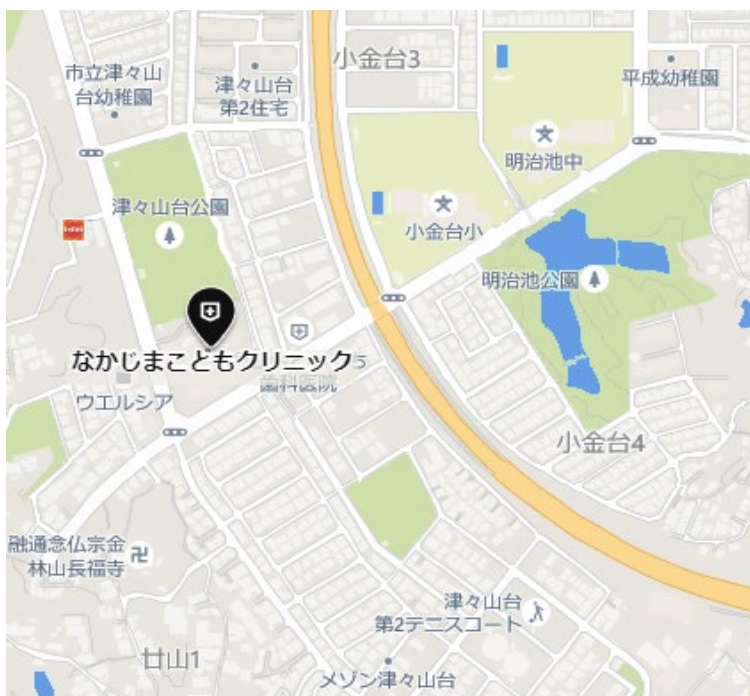 小金台3
市立津々山
台幼稚園
津々山台
第2住宅
平成幼稚園
明治池中
津々山台公園
小金台小
明治池公園
なかじまこどもクリニック
5
歯科医院
ウエルシア
小金台4
融通念仏宗金
林山長福寺
津々山台
第2テニスコート
廿山1
メゾン津々山台